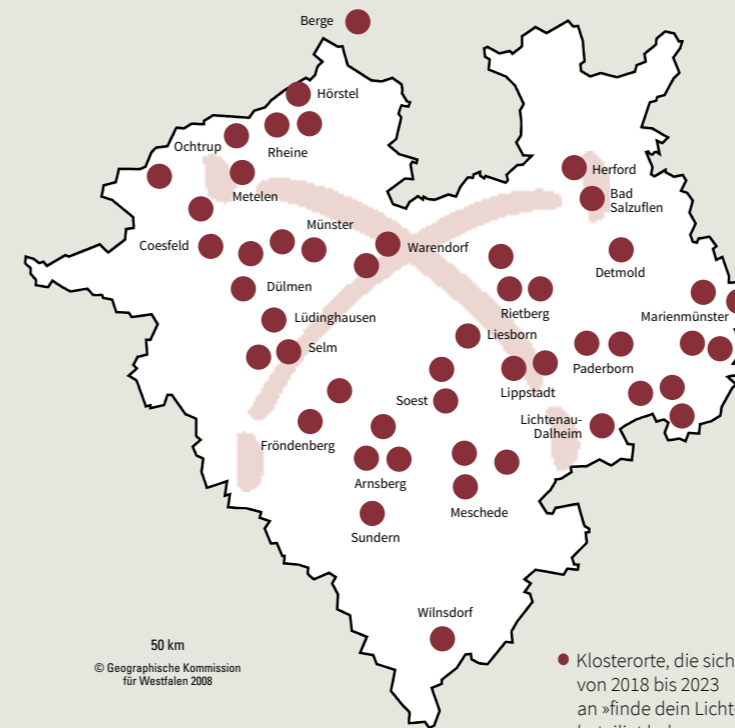 Berge
Hörstel
Ochtrup
Rheine
Herford
Metelen
Bad
Salzuflen
Münster
Coesfeld
Warendorf
Detmold
Dülmen
Rietberg
Marienmünster
Lüdinghausen
Liesborn
Selm
Paderborn
Lippstadt
Soest
Lichtenau-
Dalheim
Fröndenberg
Arnsberg
Meschede
Sundern
Wilnsdorf
50 km
© Geographische Kommission
für Westfalen 2008
Klosterorte, die sich
von 2018 bis 2023
an »finde dein Licht-